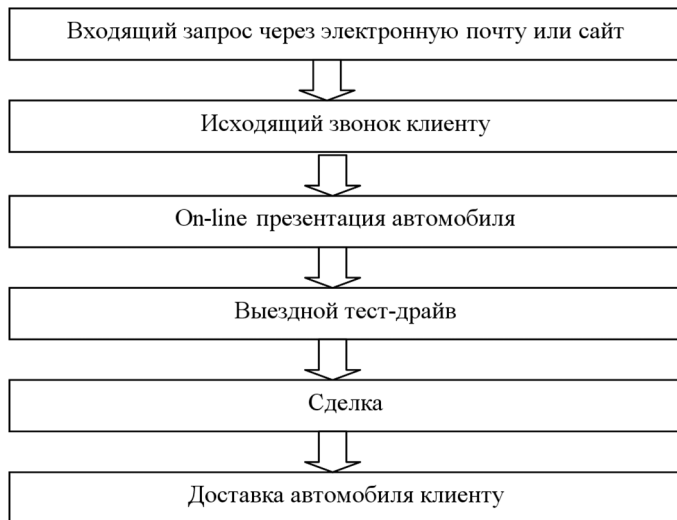 Входящий запрос через электронную почту или сайт
Исходящий звонок клиенту
On-line презентация автомобиля
Выездной тест-драйв
Сделка
Доставка автомобиля клиенту